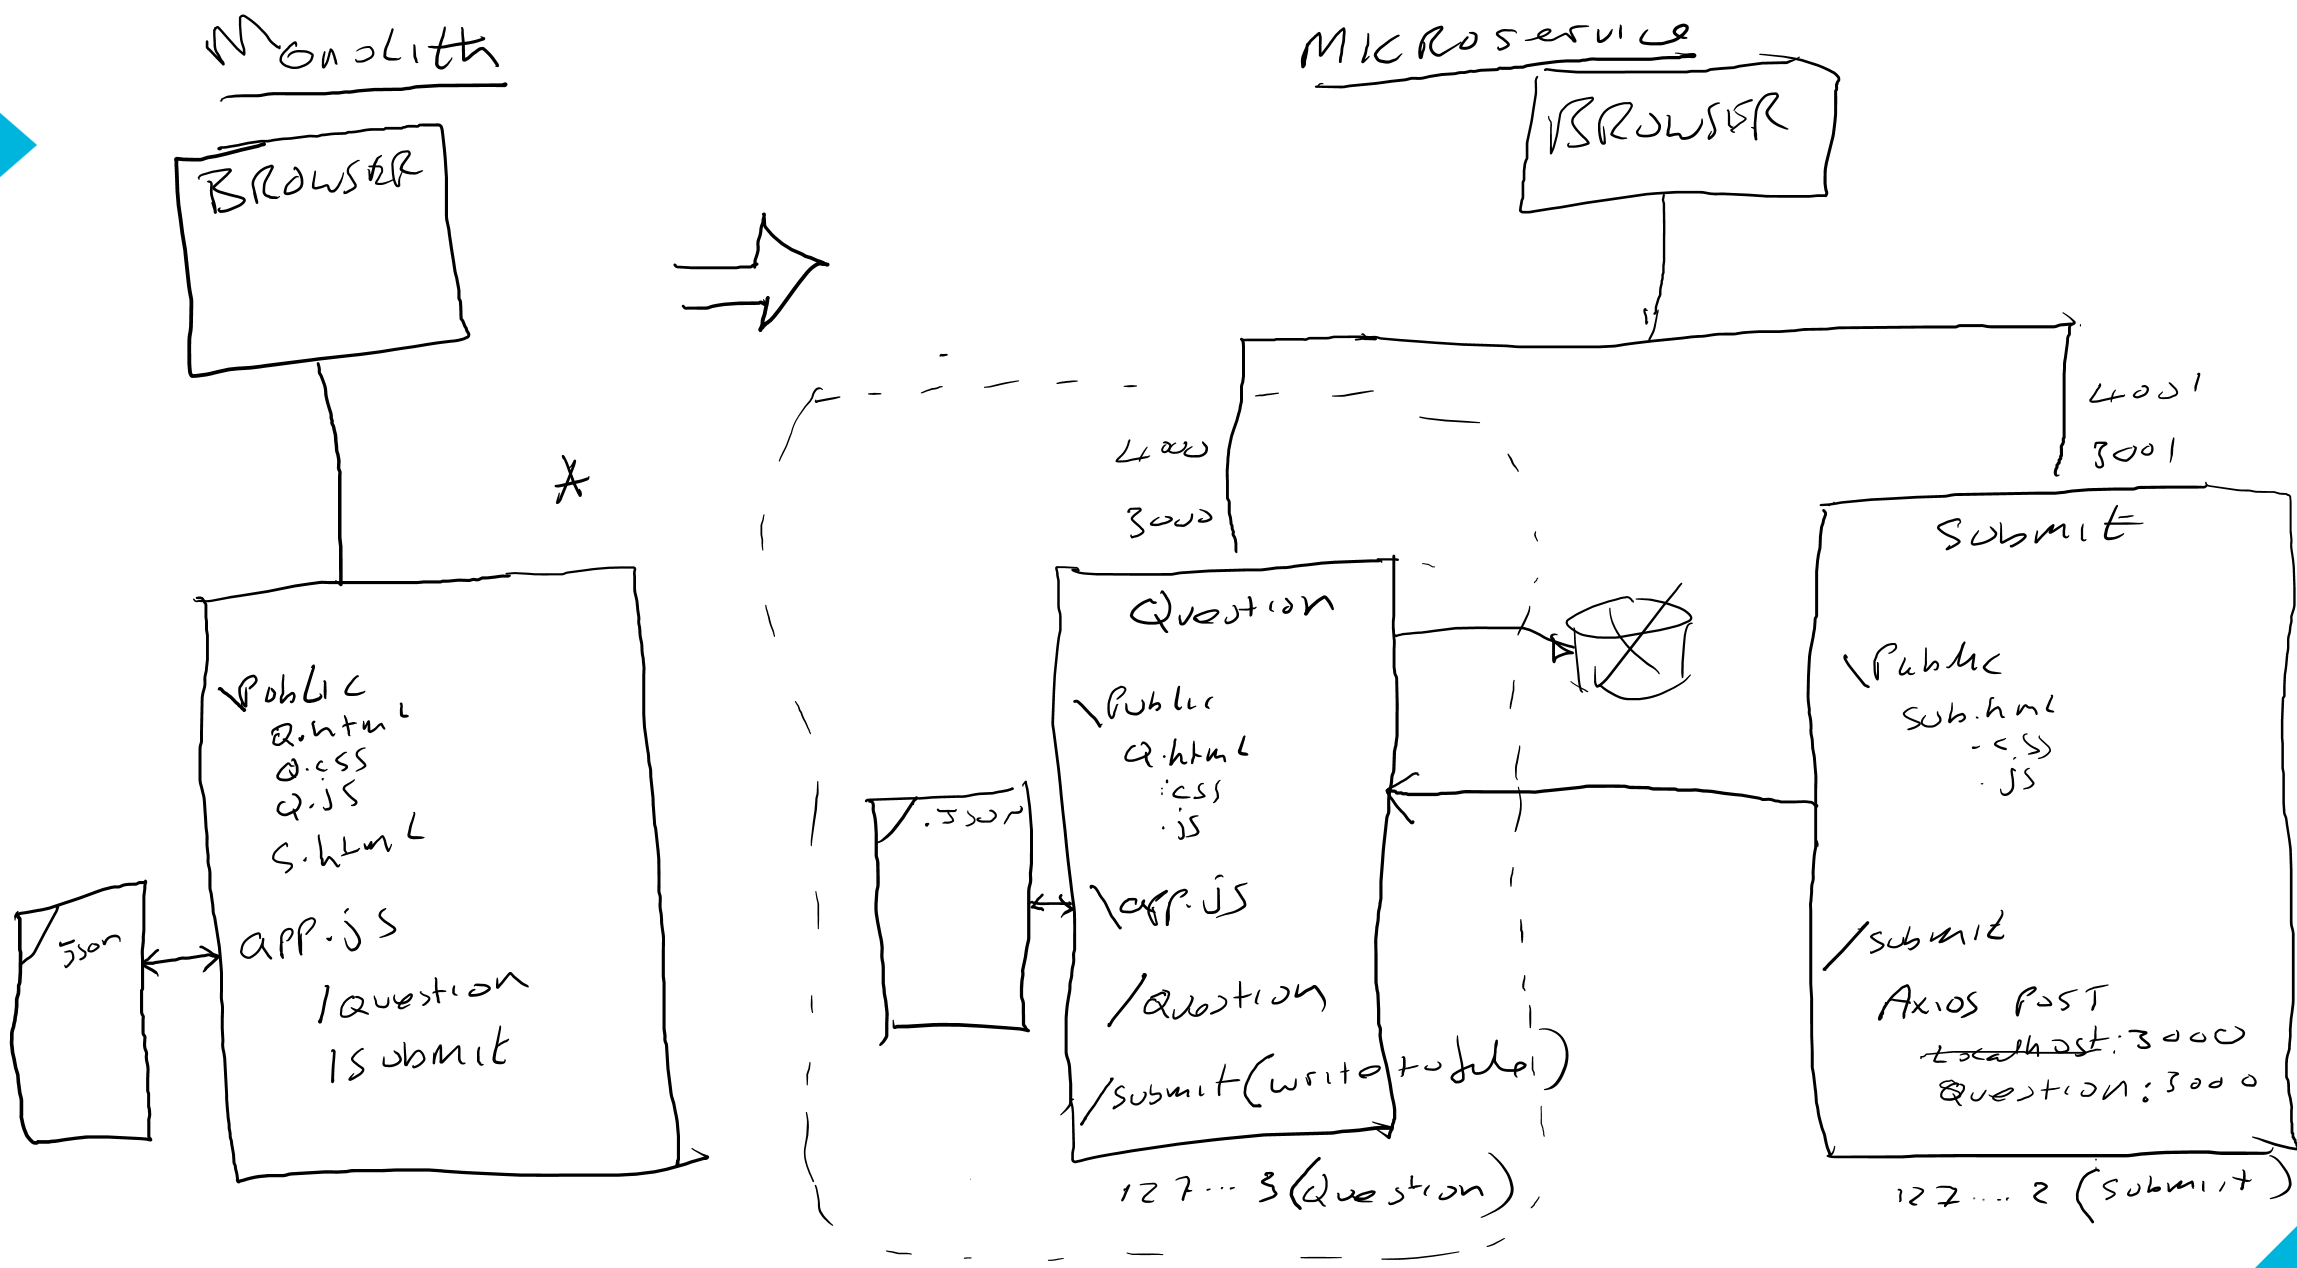 Monolith
BROWSER
\Public
Q.html
Q.css
Q.js
S.html
json
app.js
/Question
/Submit
Microservice
BROWSER
4000
3000
4001
3001
Question
\Public
Q.html
.css
.js
.Json
\app.js
/Question
/submit (write to file)
127... 3 (Question)
Submit
\Public
Sub.hml
.css
.js
/submit
Axios POST
Localhost:3000
Question:3000
127.... 2 (Submit)